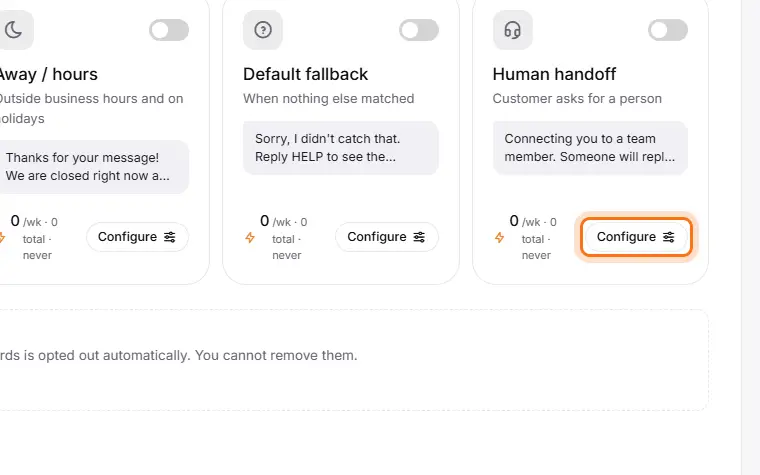 Away / hours
Outside business hours and on
holidays
Thanks for your message!
We are closed right now a...
0 /wk · 0
total ·
never
Configure
Default fallback
When nothing else matched
Sorry, I didn't catch that.
Reply HELP to see the...
0 /wk · 0
total ·
never
Configure
Human handoff
Customer asks for a person
Connecting you to a team
member. Someone will repl...
0 /wk · 0
total ·
never
Configure
rds is opted out automatically. You cannot remove them.